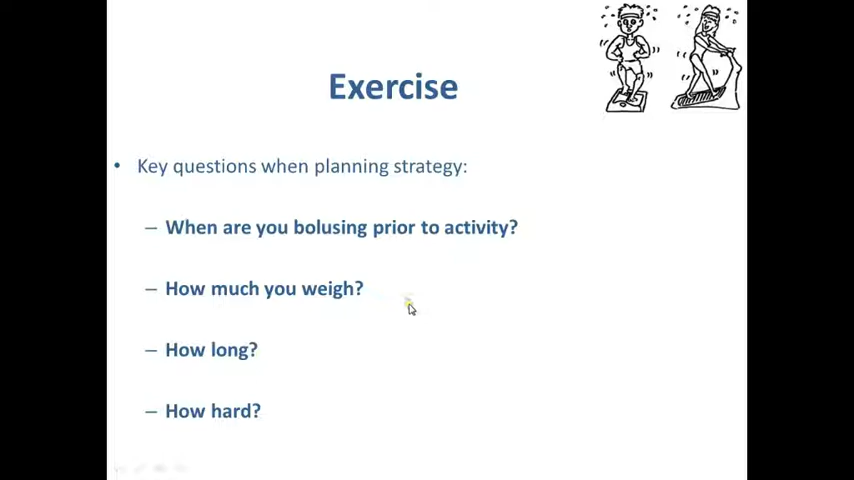 Exercise
• Key questions when planning strategy:
– When are you bolusing prior to activity?
– How much you weigh?
– How long?
– How hard?